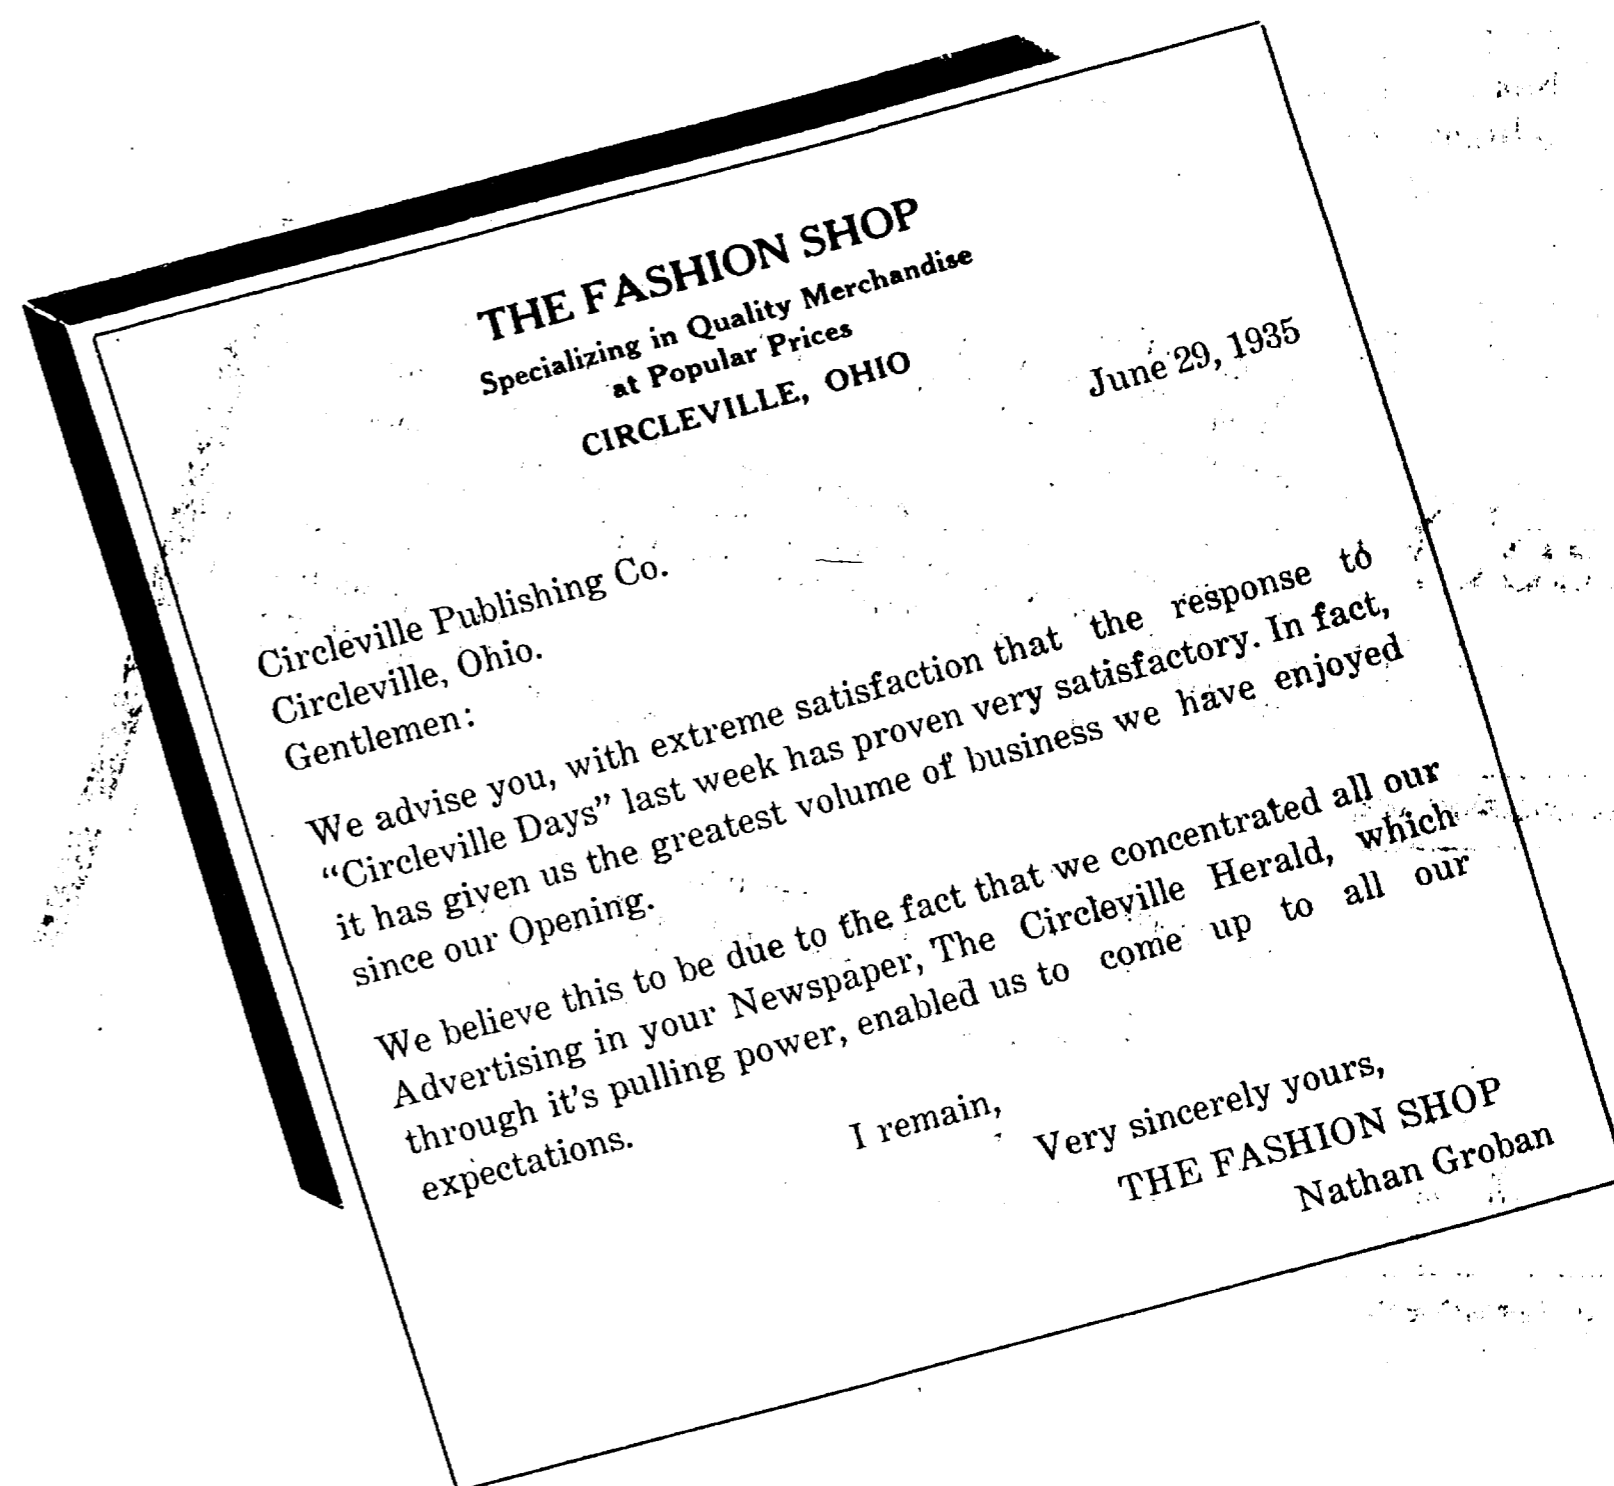 THE FASHION SHOP
Specializing in Quality Merchandise
at Popular Prices
CIRCLEVILLE, OHIO
June 29, 1935
Circleville Publishing Co.
Circleville, Ohio.
Gentlemen:
We advise you, with extreme satisfaction that the response to
“Circleville Days” last week has proven very satisfactory. In fact,
it has given us the greatest volume of business we have enjoyed
since our Opening.
We believe this to be due to the fact that we concentrated all our
Advertising in your Newspaper, The Circleville Herald, which
through it's pulling power, enabled us to come up to all our
expectations.
I remain,
Very sincerely yours,
THE FASHION SHOP
Nathan Groban